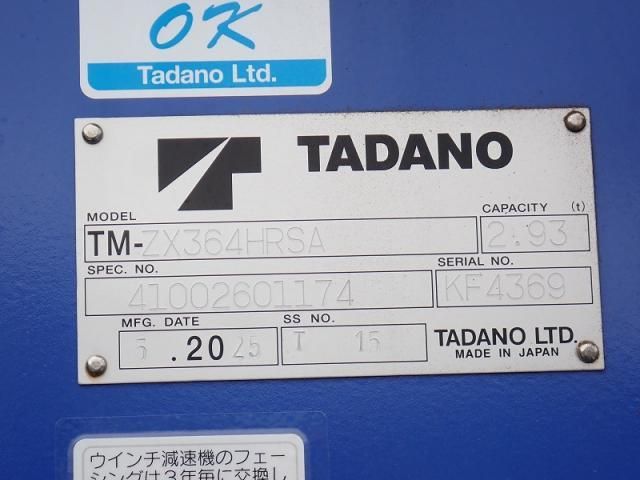 OK
Tadano Ltd.
TADANO
MODEL
CAPACITY (t)
TM-ZX364HRSA
2.93
SPEC. NO.
SERIAL NO.
41002601174
KF4369
MFG. DATE
SS NO.
5 .2025
T 15
TADANO LTD.
MADE IN JAPAN
ウインチ減速機のフェー
シングは3年毎に交換し